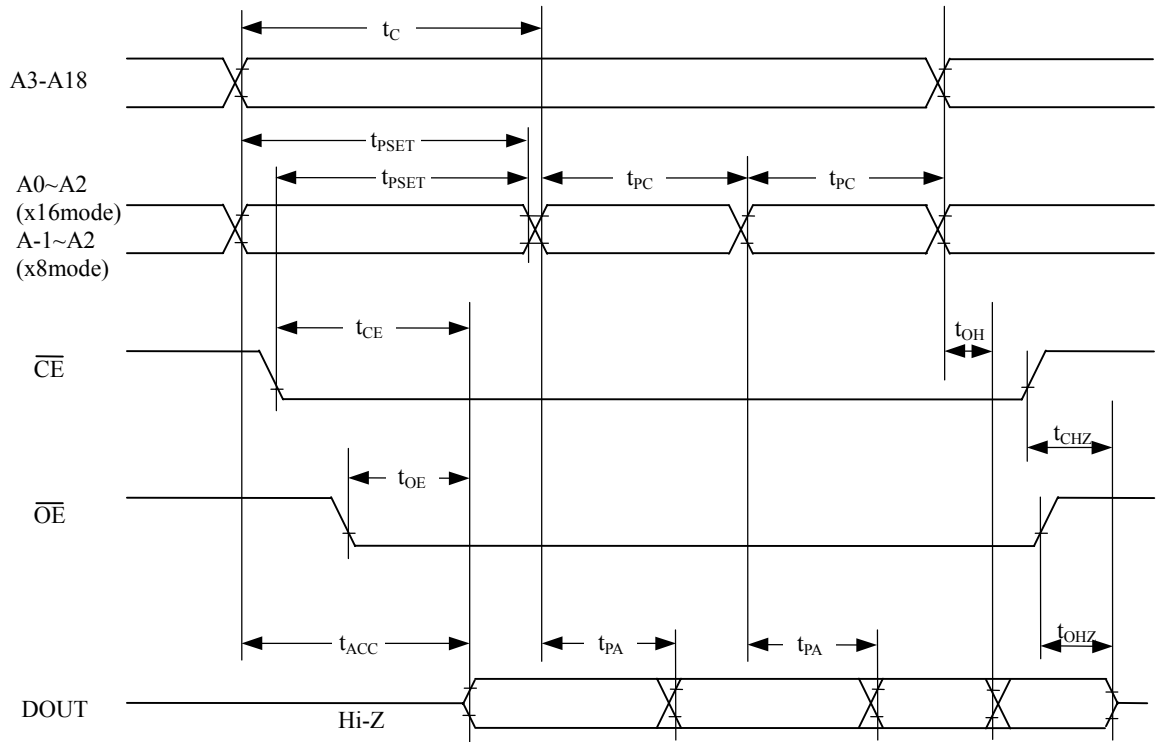 tC
A3-A18
tPSET
A0~A2
(x16mode)
A-1~A2
(x8mode)
tPSET
tPC
tPC
tCE
tOH
CE
tCHZ
tOE
OE
tACC
tPA
tPA
tOHZ
DOUT
Hi-Z